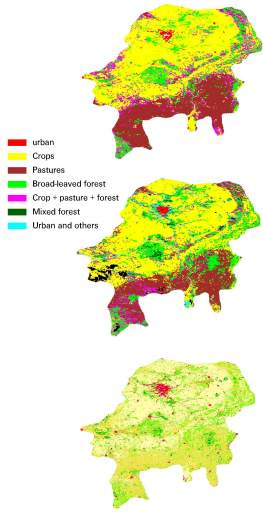 urban
Crops
Pastures
Broad-leaved forest
Crop + pasture + forest
Mixed forest
Urban and others